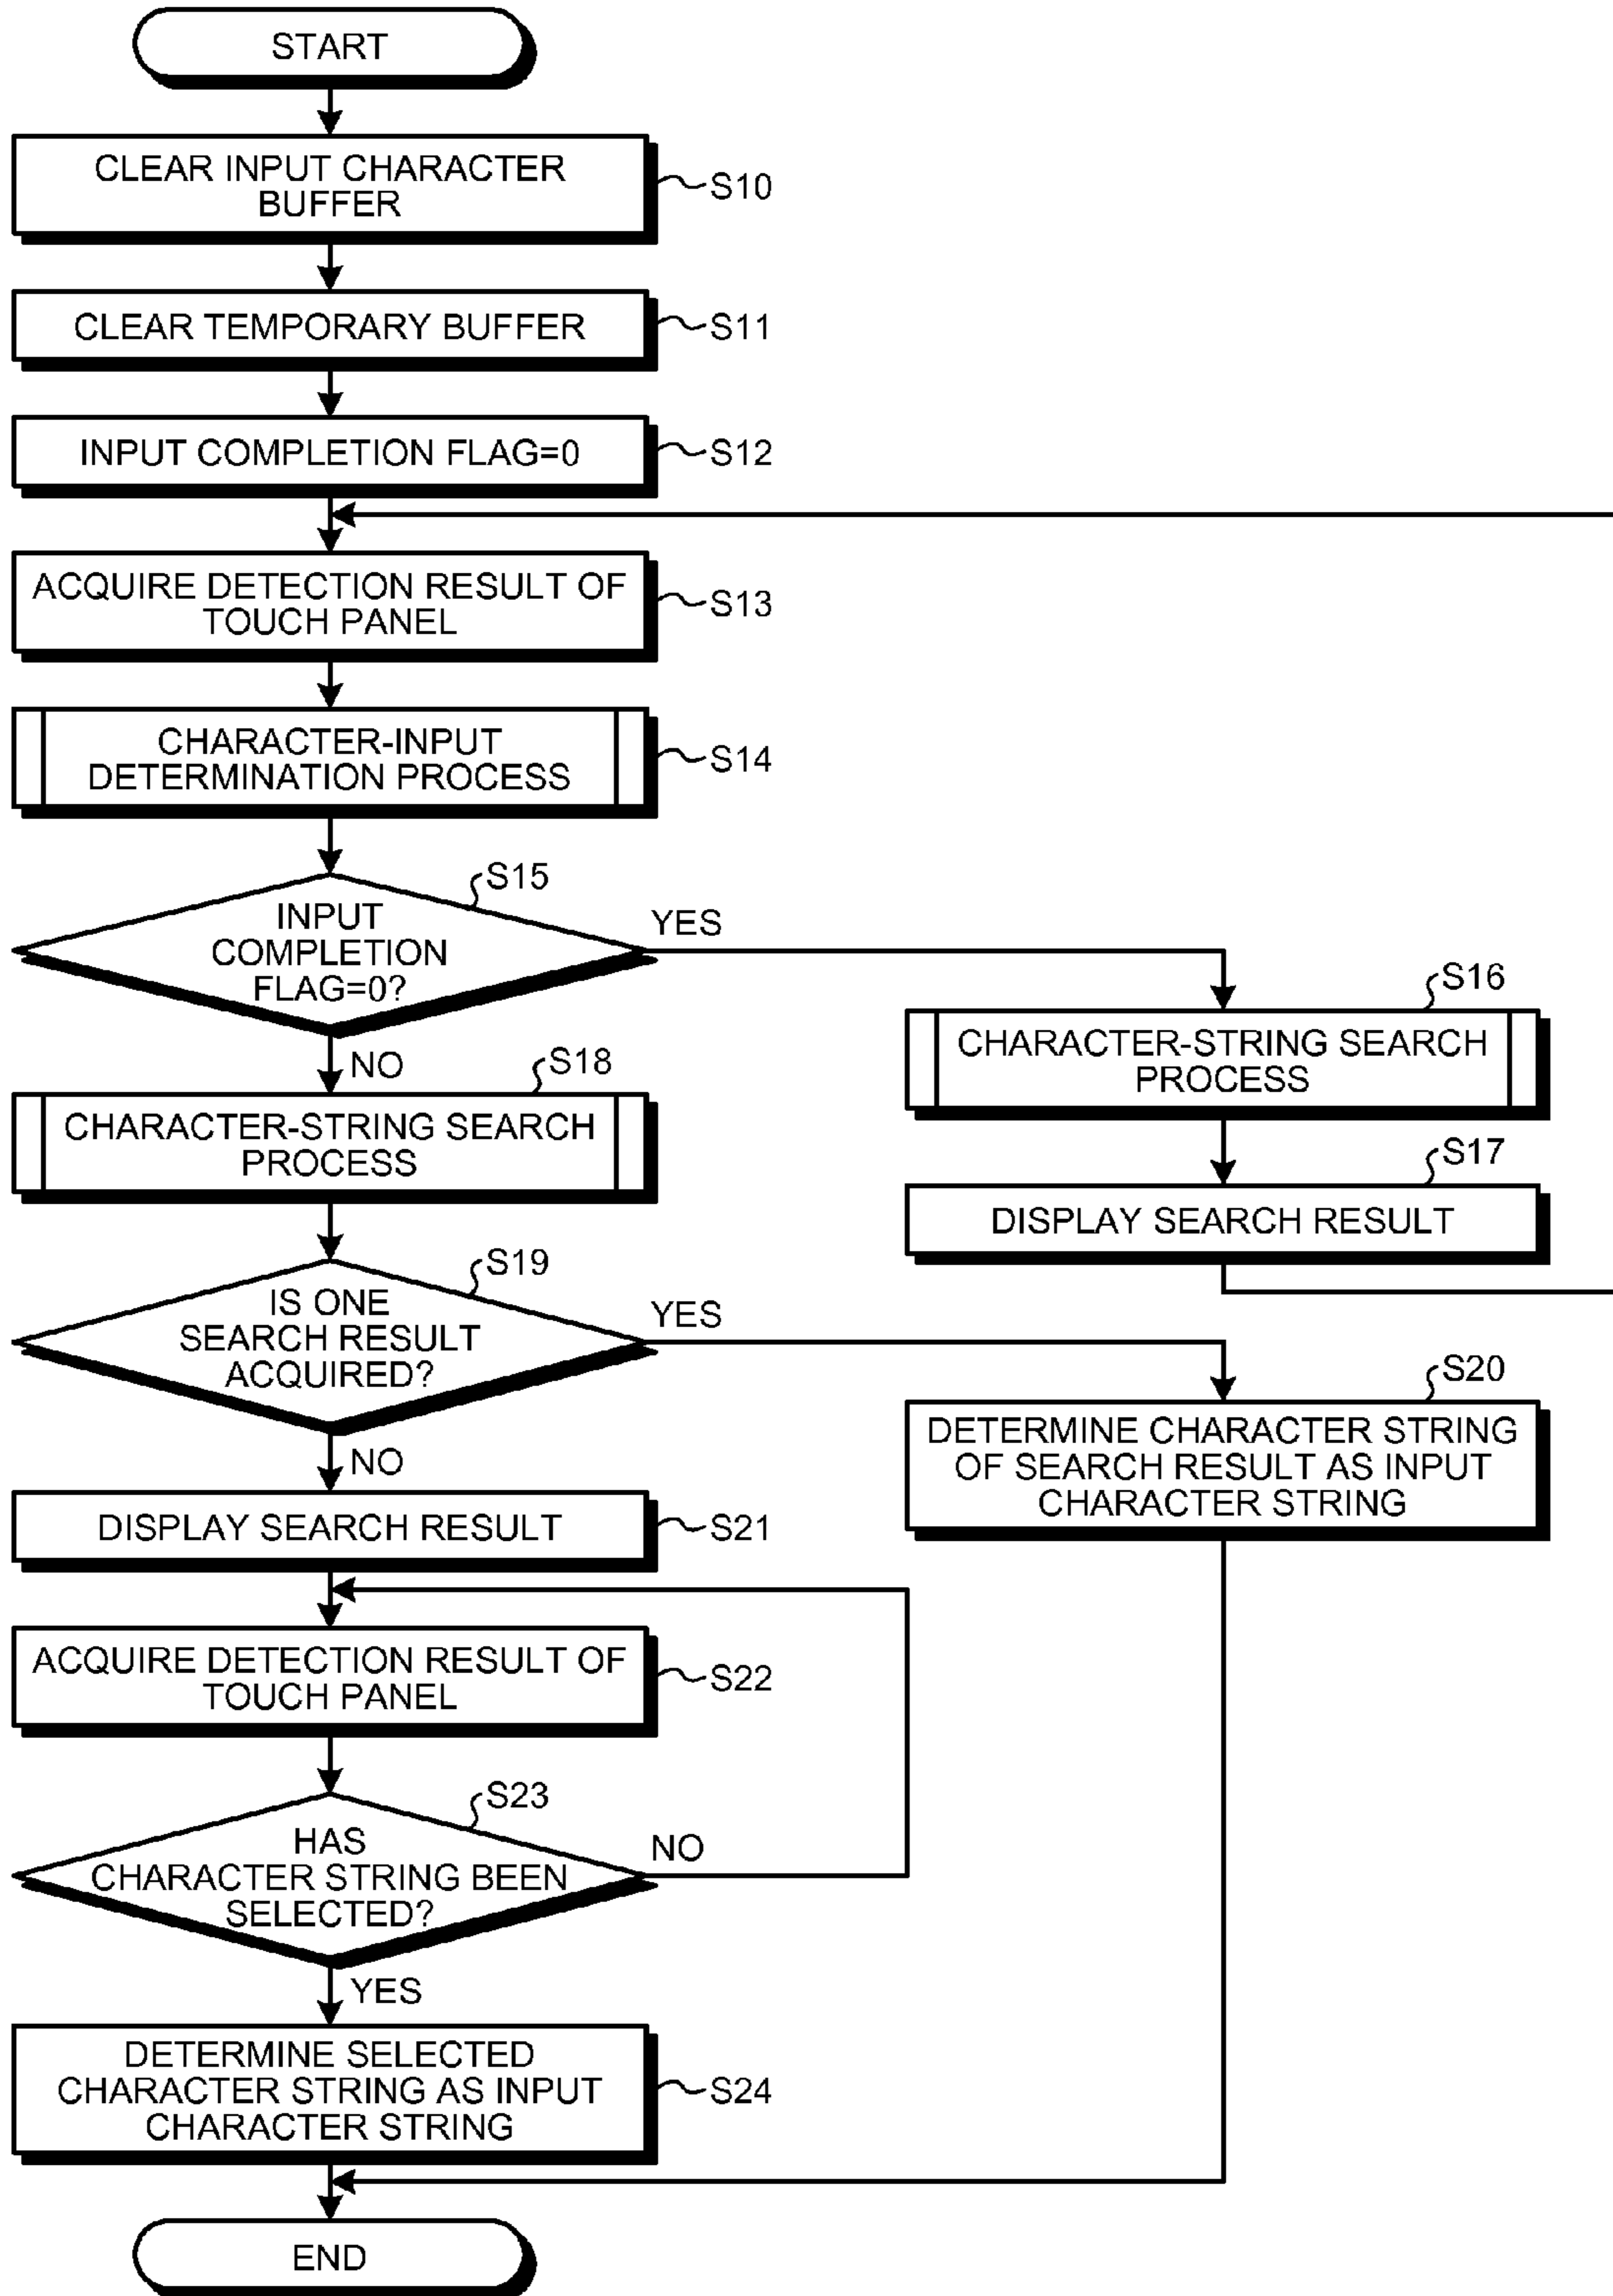 START
CLEAR INPUT CHARACTER
BUFFER
S10
CLEAR TEMPORARY BUFFER
S11
INPUT COMPLETION FLAG=0
S12
ACQUIRE DETECTION RESULT OF
TOUCH PANEL
S13
CHARACTER-INPUT
DETERMINATION PROCESS
S14
S15
INPUT
COMPLETION
FLAG=0?
YES
NO
S16
CHARACTER-STRING SEARCH
PROCESS
S17
DISPLAY SEARCH RESULT
S18
CHARACTER-STRING SEARCH
PROCESS
S19
IS ONE
SEARCH RESULT
ACQUIRED?
YES
NO
S20
DETERMINE CHARACTER STRING
OF SEARCH RESULT AS INPUT
CHARACTER STRING
DISPLAY SEARCH RESULT
S21
ACQUIRE DETECTION RESULT OF
TOUCH PANEL
S22
S23
HAS
CHARACTER STRING BEEN
SELECTED?
NO
YES
DETERMINE SELECTED
CHARACTER STRING AS INPUT
CHARACTER STRING
S24
END